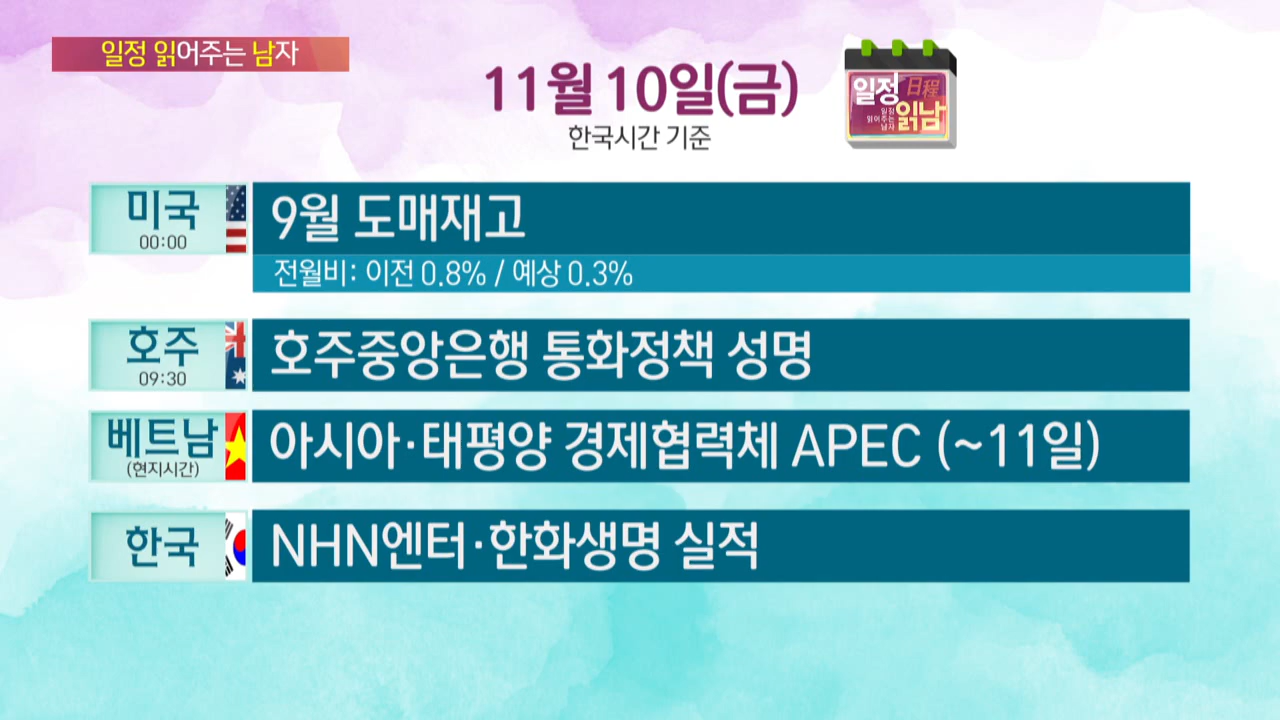 일정 읽어주는 남자
11월 10일(금)
한국시간 기준
일정 日程
일정
읽어주는
남자
읽남
미국
00:00
9월 도매재고
전월비: 이전 0.8% / 예상 0.3%
호주
09:30
호주중앙은행 통화정책 성명
베트남
(현지시간)
아시아·태평양 경제협력체 APEC (~11일)
한국
NHN엔터·한화생명 실적